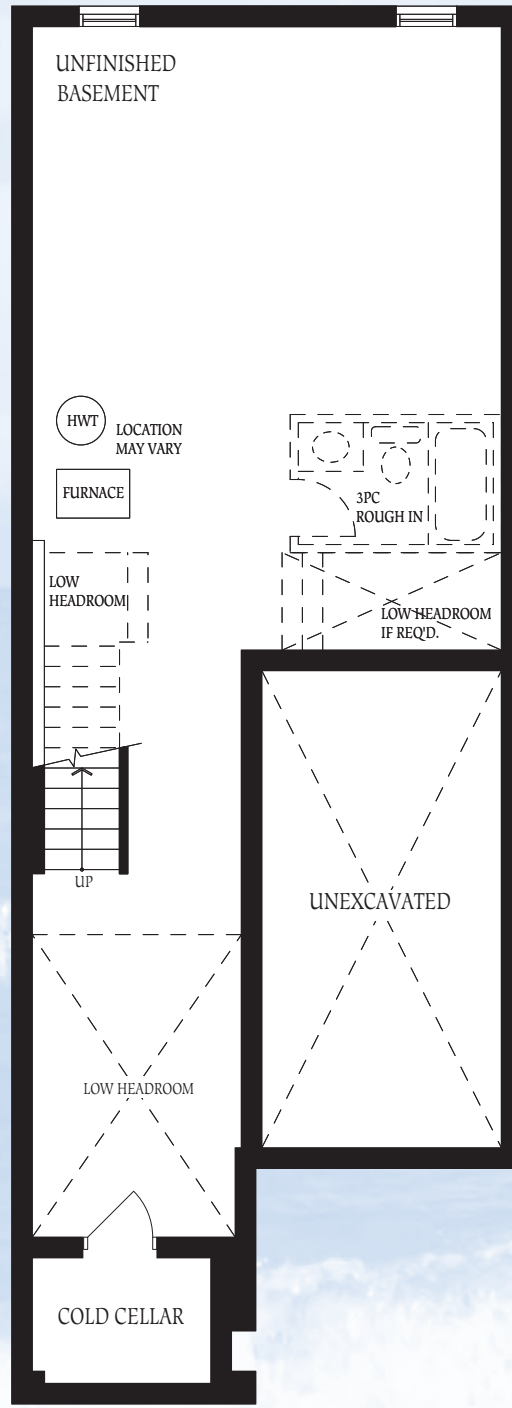 UNFINISHED
BASEMENT
HWT
LOCATION
MAY VARY
FURNACE
3PC
ROUGH IN
LOW
HEADROOM
LOW HEADROOM
IF REQ'D.
UP
UNEXCAVATED
LOW HEADROOM
COLD CELLAR